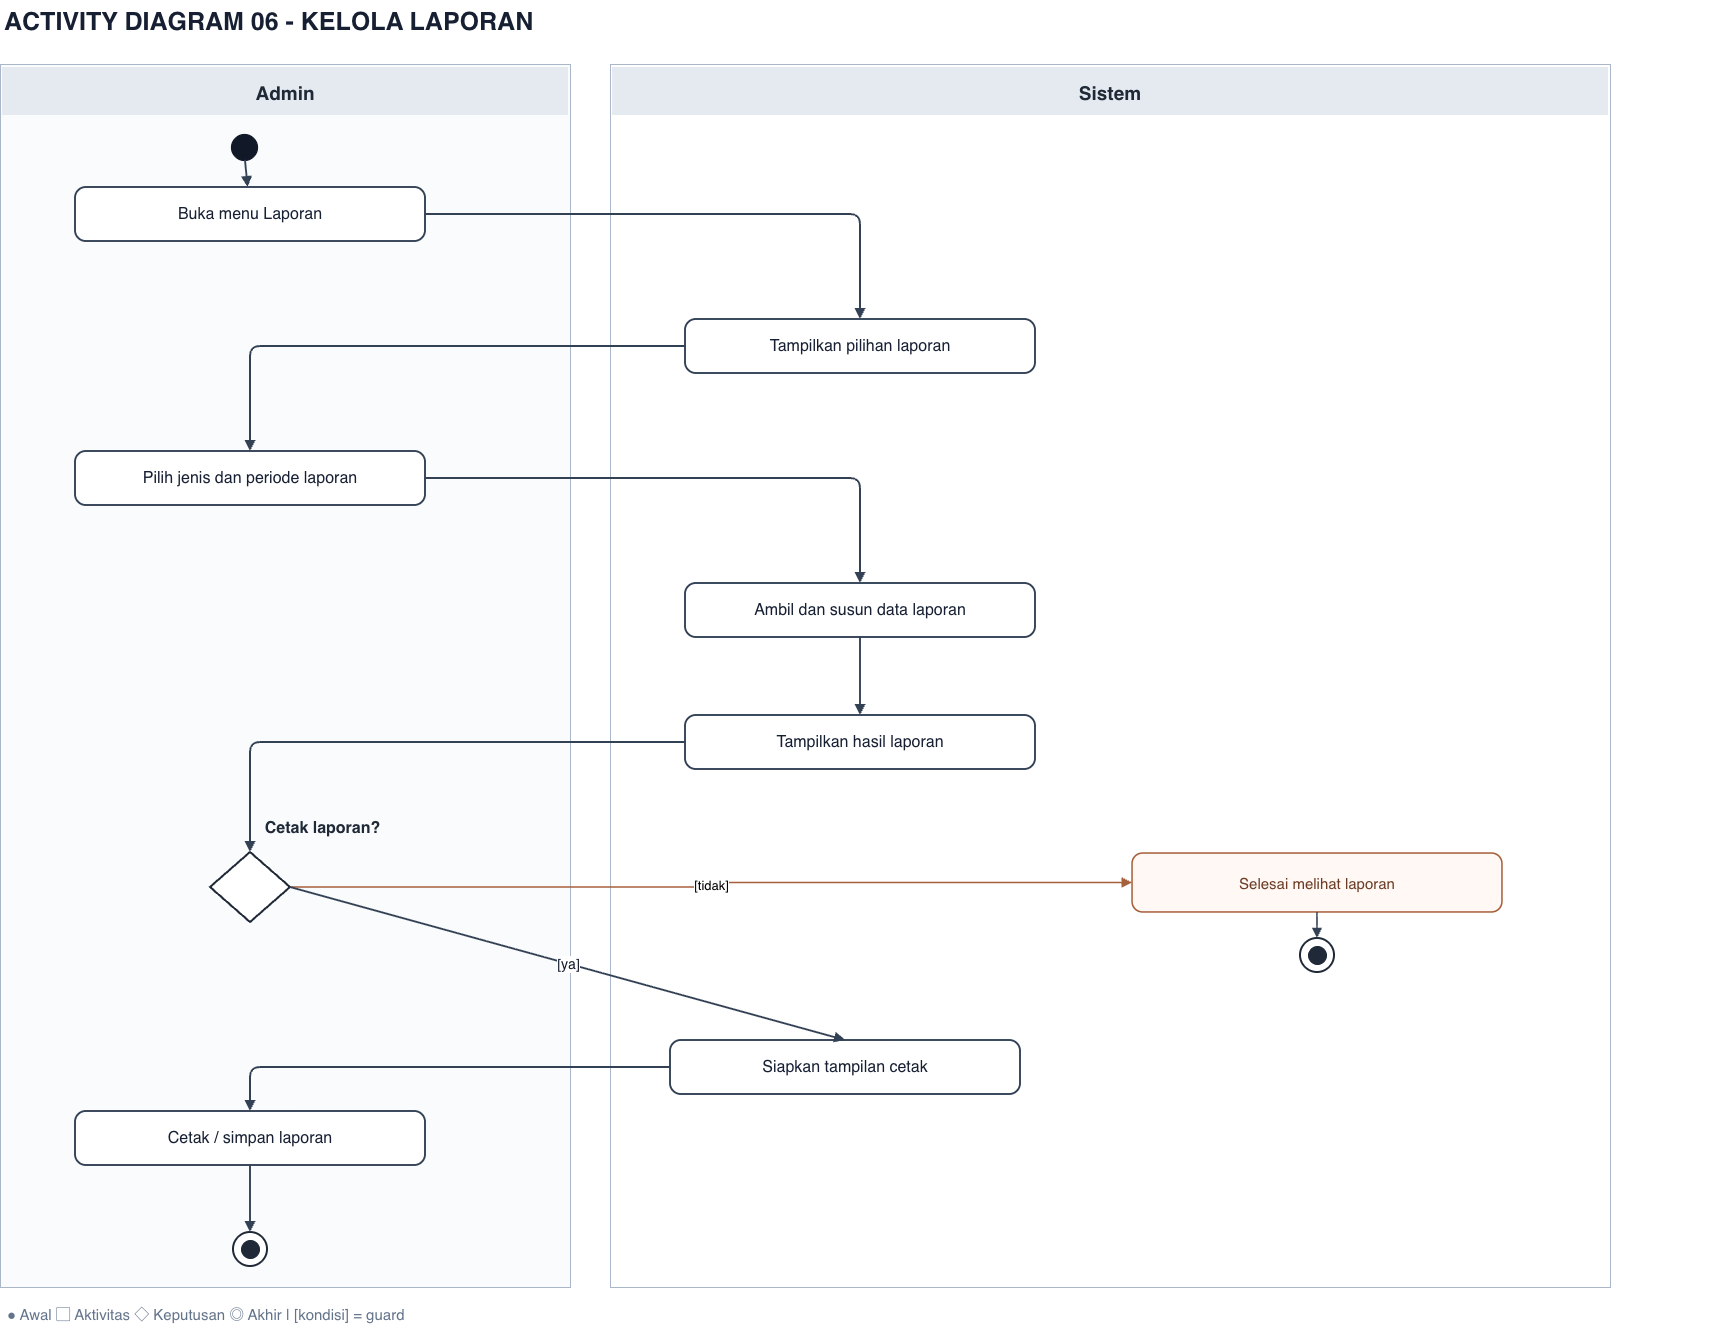 ACTIVITY DIAGRAM 06 - KELOLA LAPORAN
Admin
Sistem
Buka menu Laporan
Tampilkan pilihan laporan
Pilih jenis dan periode laporan
Ambil dan susun data laporan
Tampilkan hasil laporan
Cetak laporan?
[tidak]
Selesai melihat laporan
[ya]
Siapkan tampilan cetak
Cetak / simpan laporan
● Awal □ Aktivitas ◇ Keputusan ◎ Akhir | [kondisi] = guard